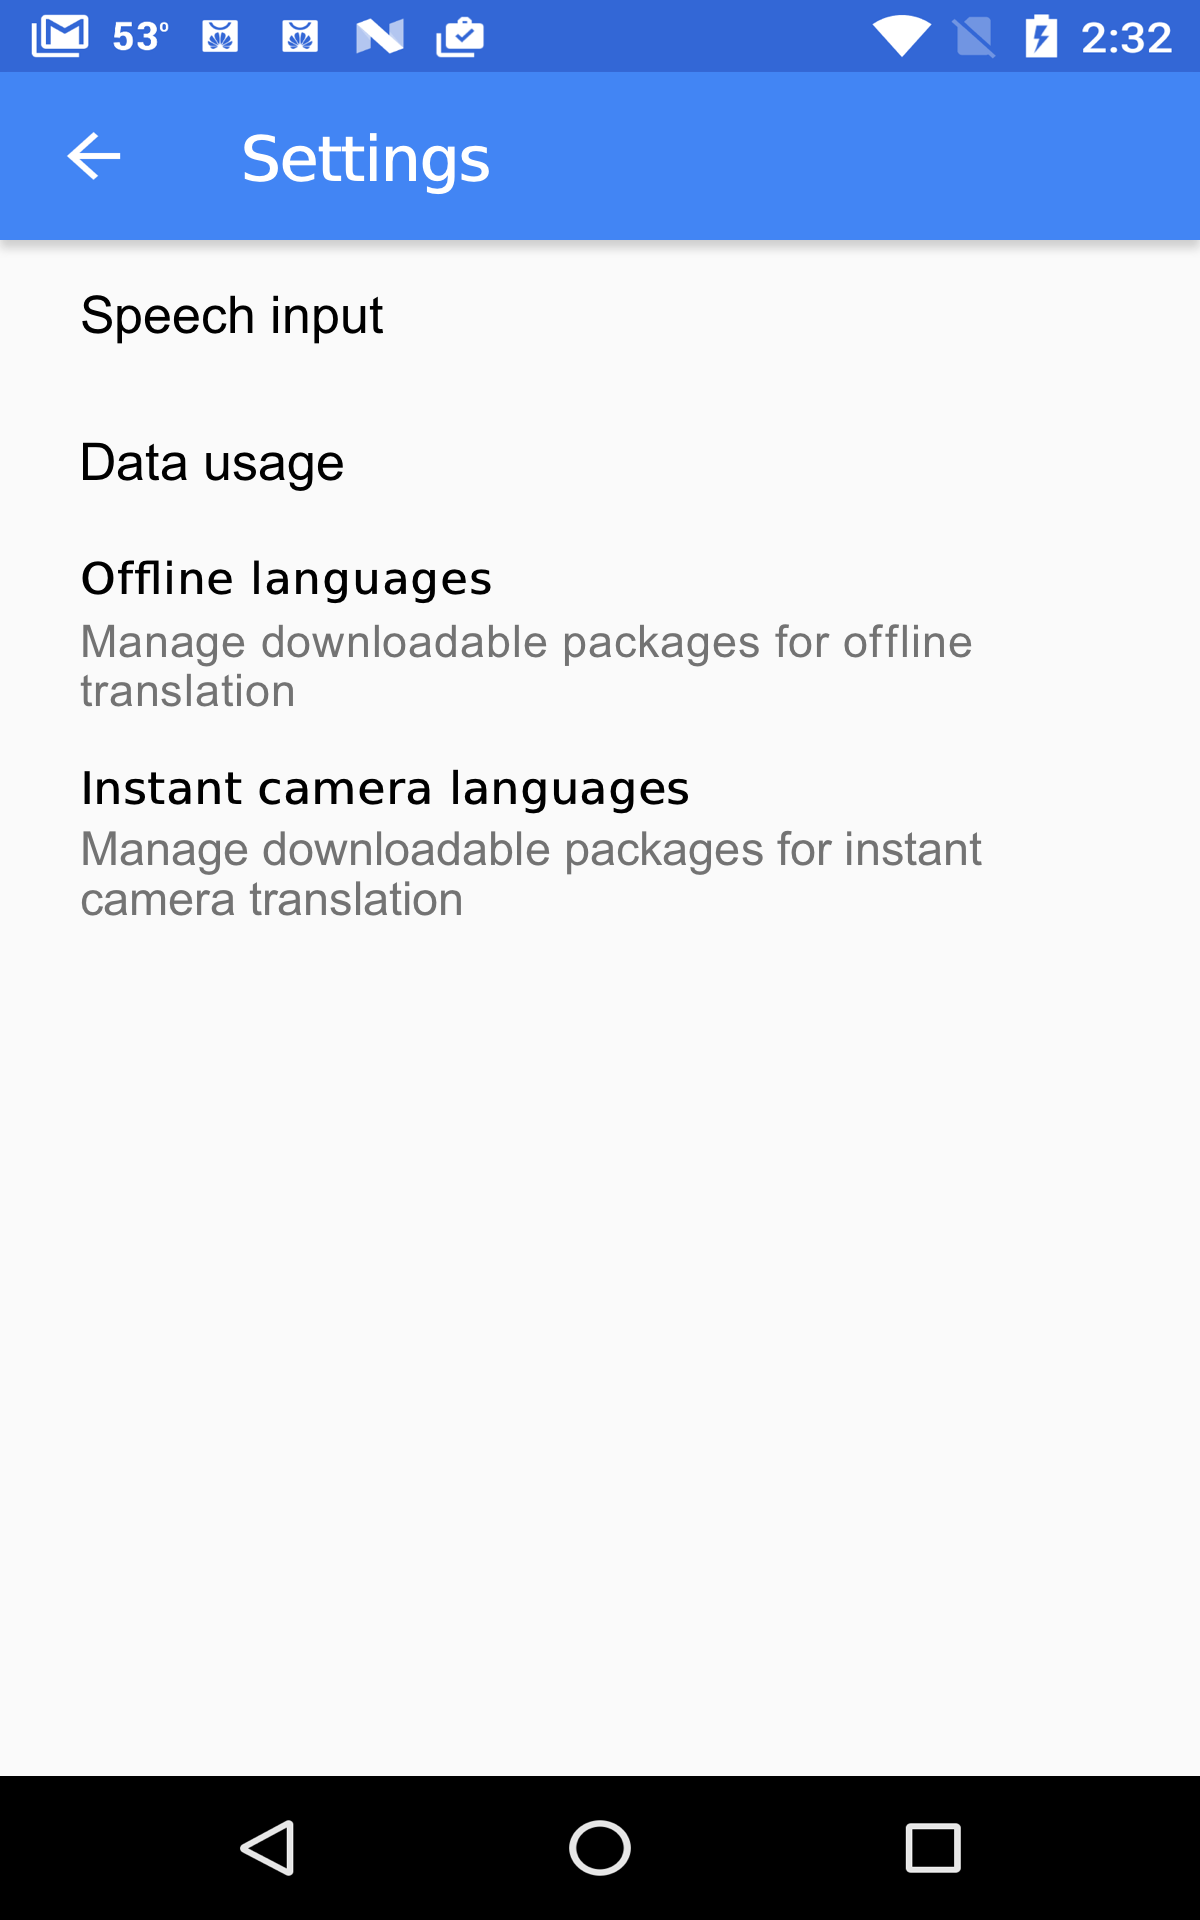 53° 2:32
Settings
Speech input
Data usage
Offline languages
Manage downloadable packages for offline
translation
Instant camera languages
Manage downloadable packages for instant
camera translation